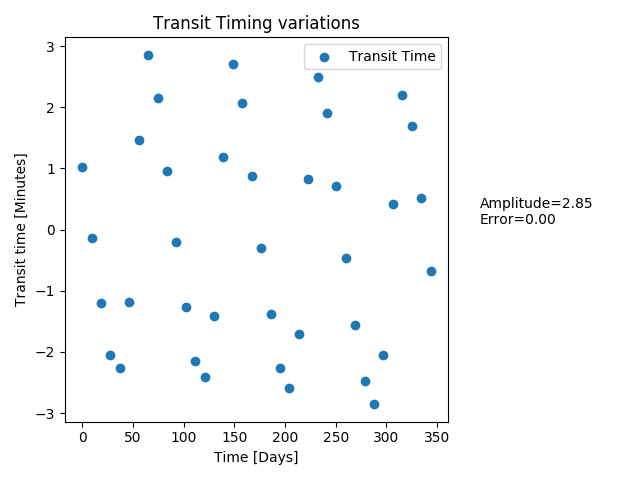 Transit Timing variations
Transit Time
Transit time [Minutes]
3
2
1
0
−1
−2
−3
0 50 100 150 200 250 300 350
Time [Days]
Amplitude=2.85
Error=0.00